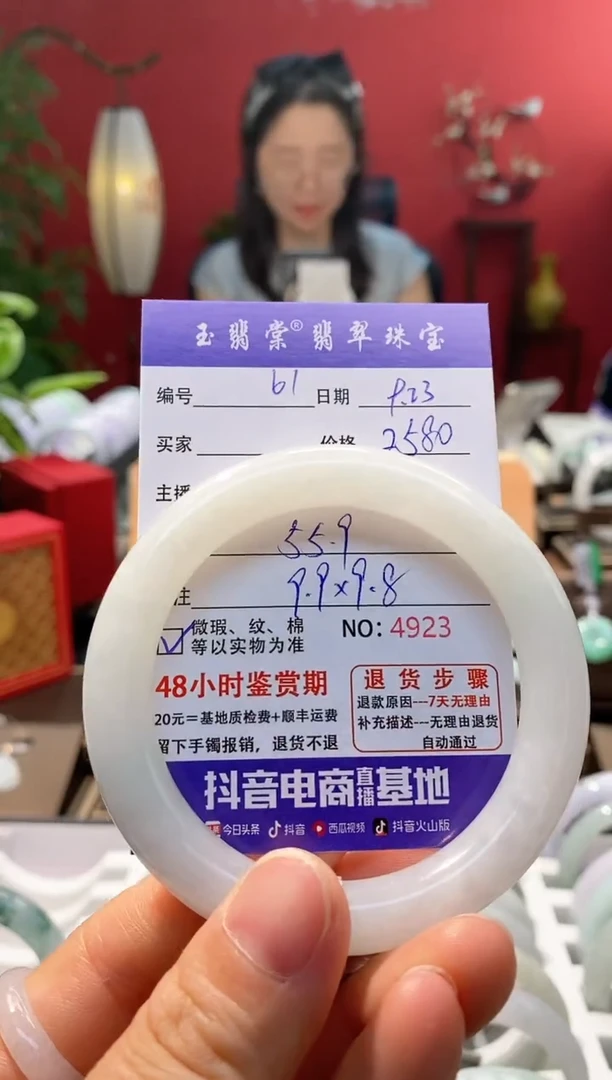 玉翡棠® 翡翠珠宝
编号 61 日期 9.23
买家 价格 2580
主播
55.9
注 9.9×9.8
微瑕、纹、棉
等以实物为准
NO: 4923
48小时鉴赏期
20元=基地质检费+顺丰运费
留下手镯报销，退货不退
退货步骤
退款原因---7天无理由
补充描述---无理由退货
自动通过
抖音电商直播基地
今日头条 抖音 西瓜视频 抖音火山版